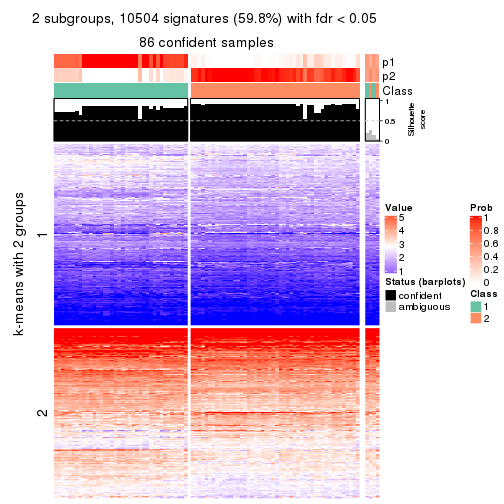 2 subgroups, 10504 signatures (59.8%) with fdr < 0.05
86 confident samples
p1
p2
Class
1
0.5
0
Silhouette
score
k-means with 2 groups
1
2
Value
5
4
3
2
1
Status (barplots)
confident
ambiguous
Prob
1
0.8
0.6
0.4
0.2
0
Class
1
2